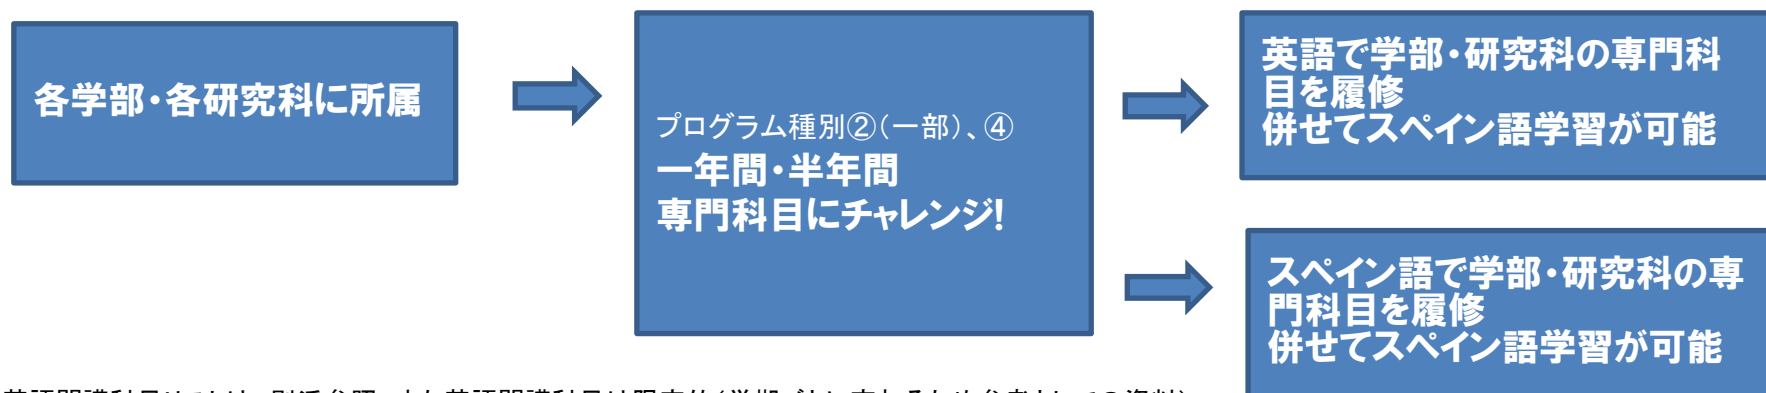 各学部・各研究科に所属
プログラム種別②(一部)、④
一年間・半年間
専門科目にチャレンジ!
英語で学部・研究科の専門科
目を履修
併せてスペイン語学習が可能
スペイン語で学部・研究科の専
門科目を履修
併せてスペイン語学習が可能